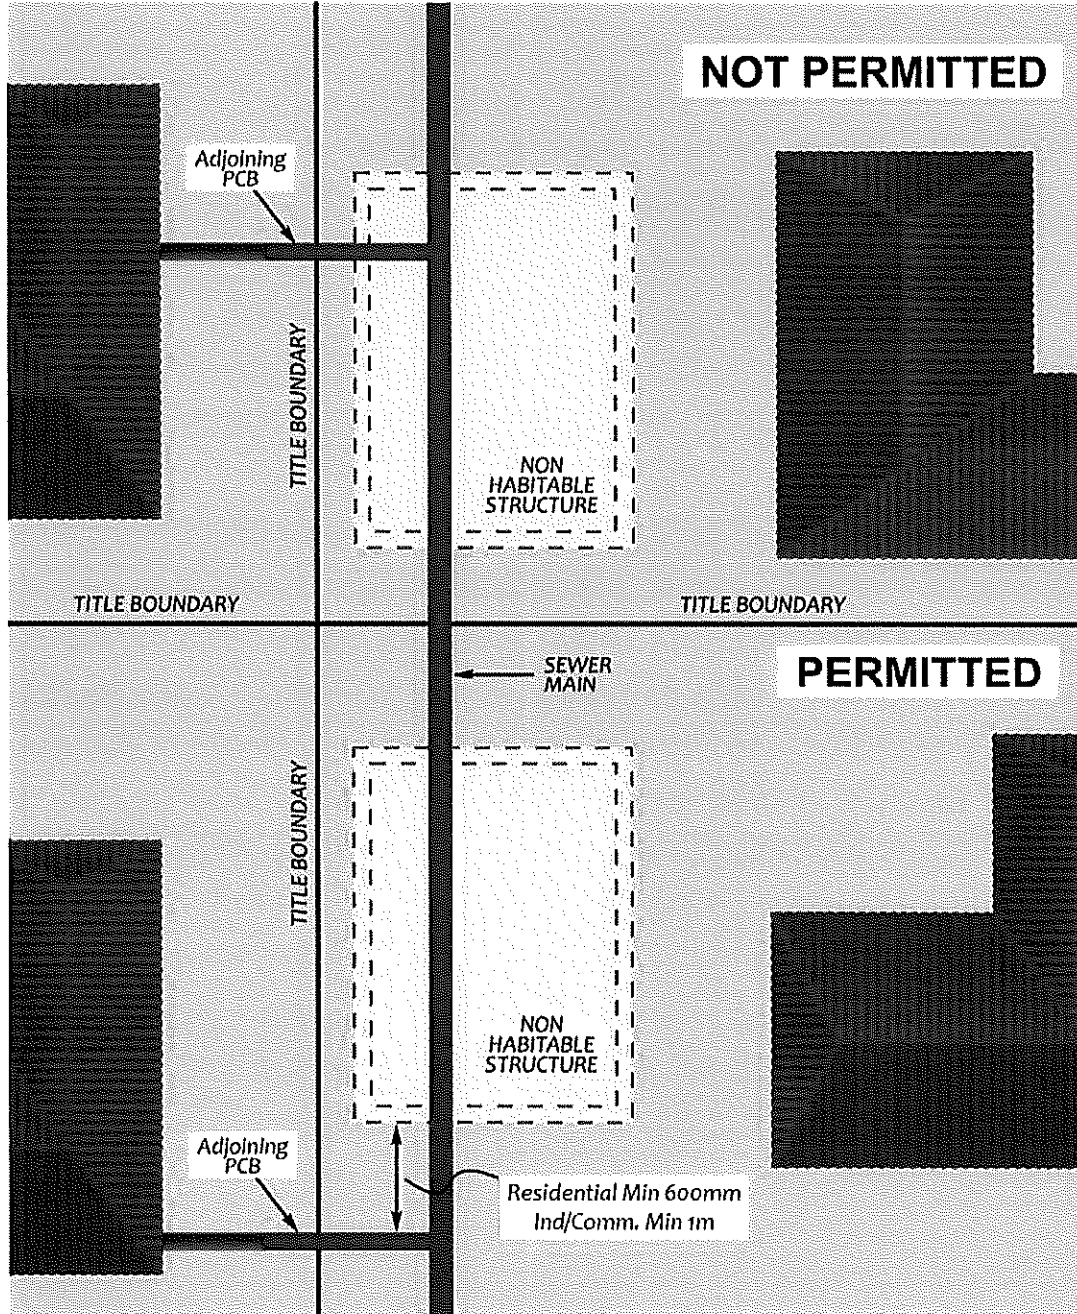 NOT PERMITTED
Adjoining
PCB
TITLE BOUNDARY
NON
HABITABLE
STRUCTURE
TITLE BOUNDARY
TITLE BOUNDARY
SEWER
MAIN
PERMITTED
TITLE BOUNDARY
NON
HABITABLE
STRUCTURE
Adjoining
PCB
Residential Min 600mm
Ind/Comm. Min 1m